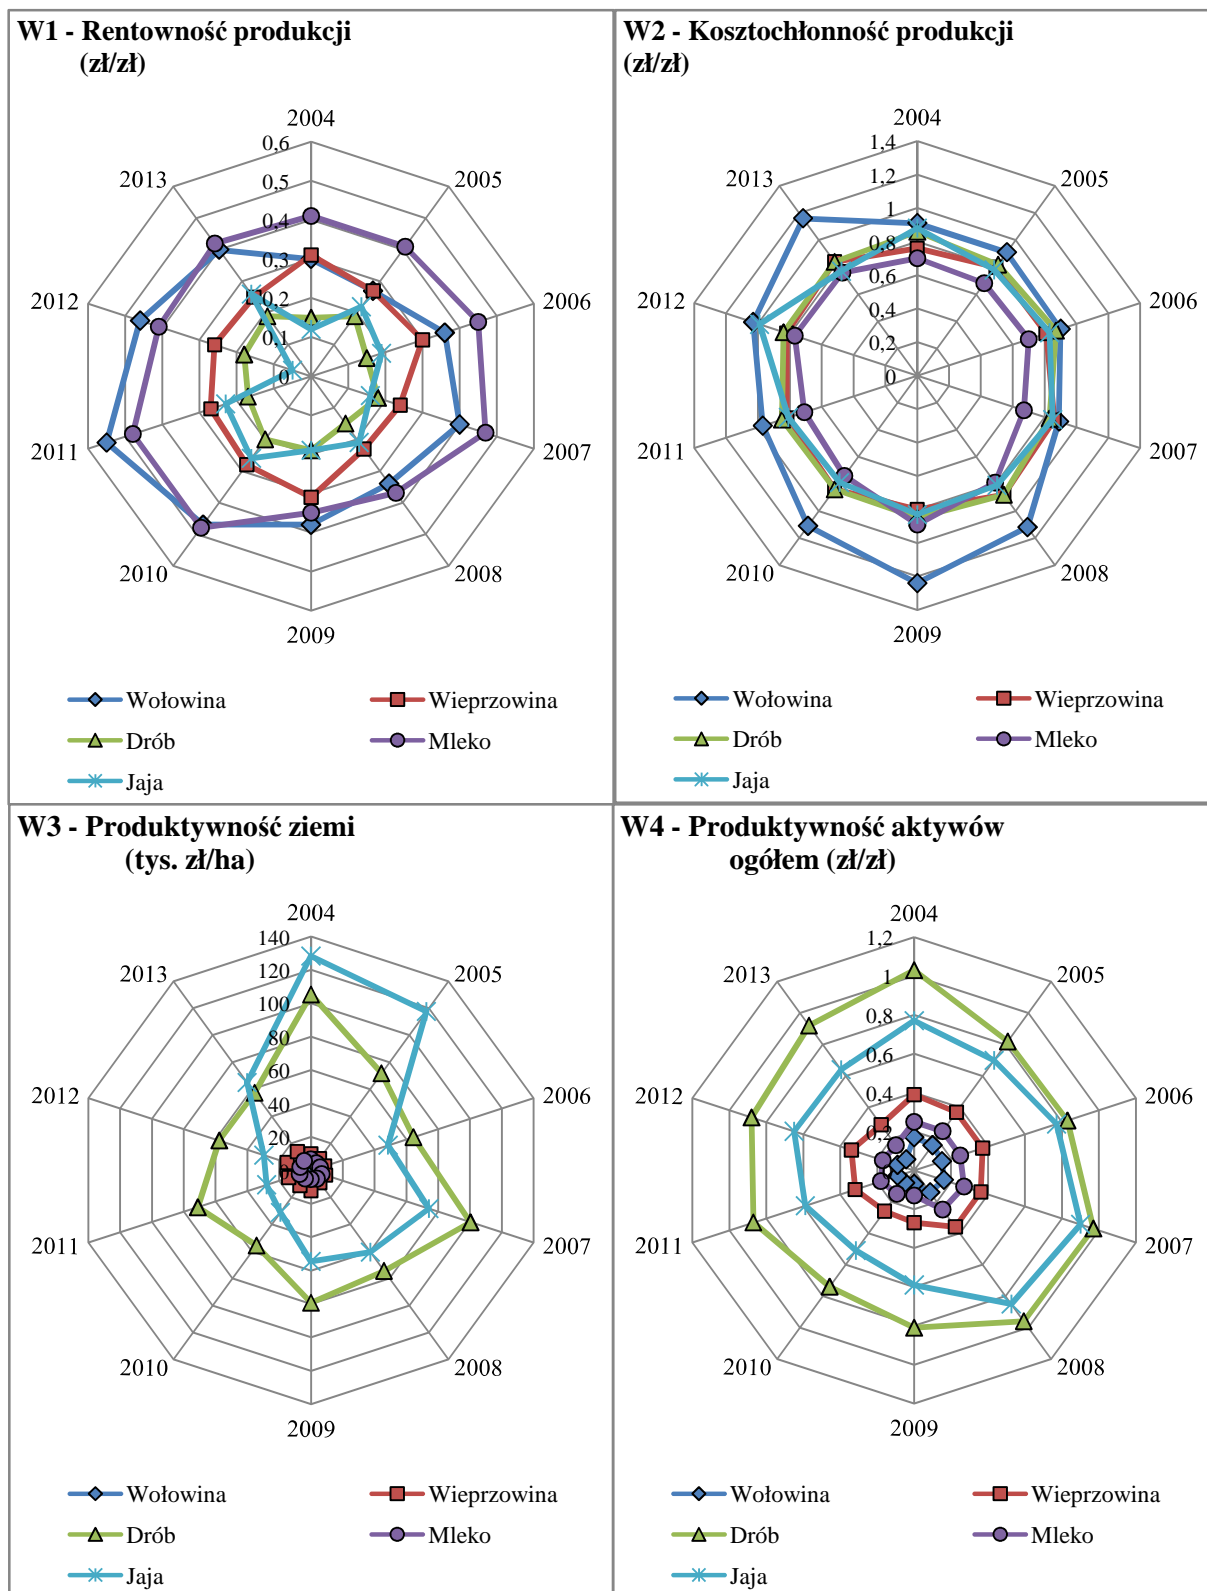 W1 - Rentowność produkcji
(zł/zł)
2004
0,6
0,5
0,4
0,3
0,2
0,1
0
2005
2006
2007
2008
2009
2010
2011
2012
2013
Wołowina
Wieprzowina
Drób
Mleko
Jaja
W2 - Kosztochłonność produkcji
(zł/zł)
2004
1,4
1,2
1
0,8
0,6
0,4
0,2
0
2005
2006
2007
2008
2009
2010
2011
2012
2013
Wołowina
Wieprzowina
Drób
Mleko
Jaja
W3 - Produktywność ziemi
(tys. zł/ha)
2004
140
120
100
80
60
40
20
0
2005
2006
2007
2008
2009
2010
2011
2012
2013
Wołowina
Wieprzowina
Drób
Mleko
Jaja
W4 - Produktywność aktywów
ogółem (zł/zł)
2004
1,2
1
0,8
0,6
0,4
0,2
2005
2006
2007
2008
2009
2010
2011
2012
2013
Wołowina
Wieprzowina
Drób
Mleko
Jaja